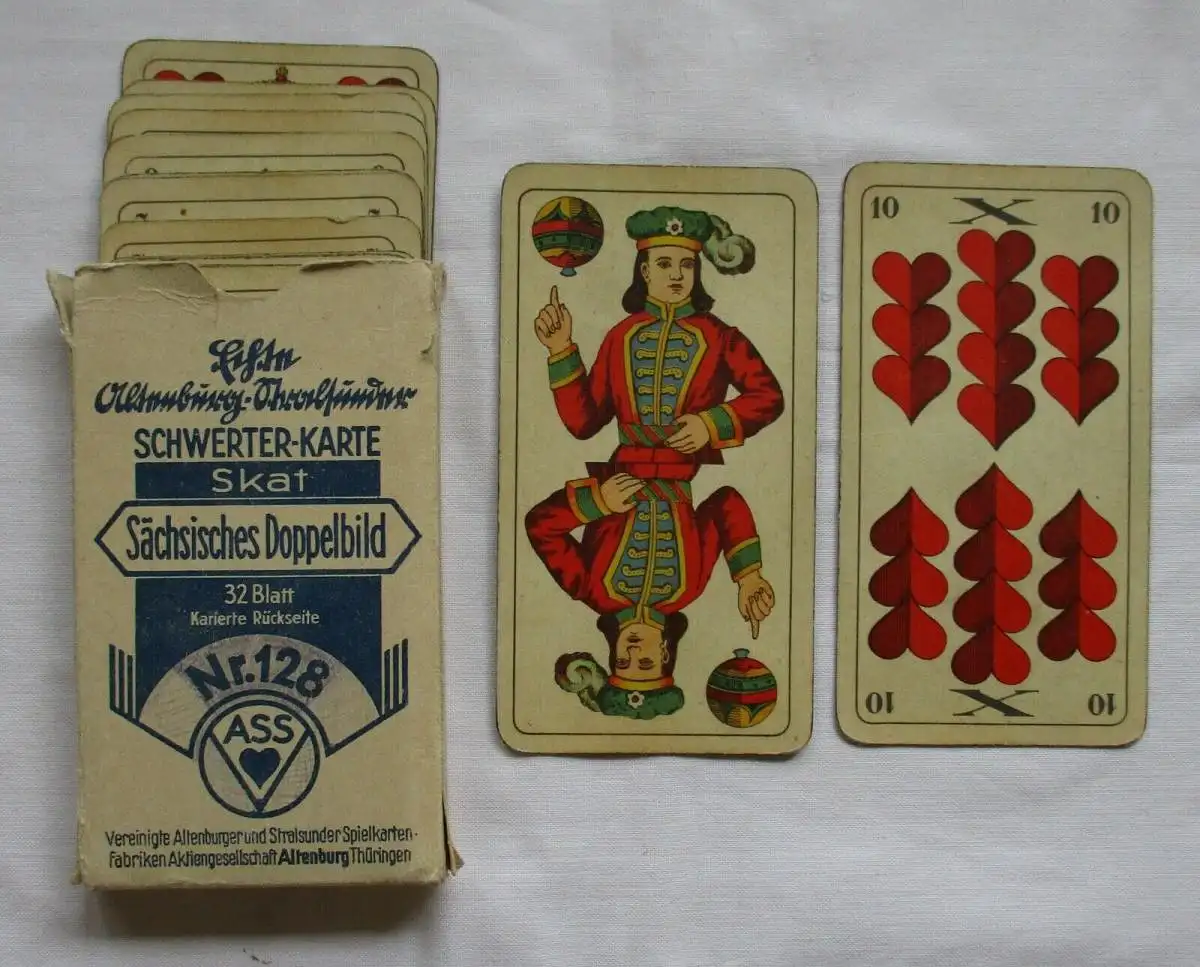 Echte
Altenburg-Stralsunder
SCHWERTER-KARTE
Skat
Sächsisches Doppelbild
32 Blatt
Karierte Rückseite
Nr. 128
ASS
Vereinigte Altenburger und Stralsunder Spielkarten-
Fabriken Aktiengesellschaft Altenburg Thüringen
10 X 10
10 X 10